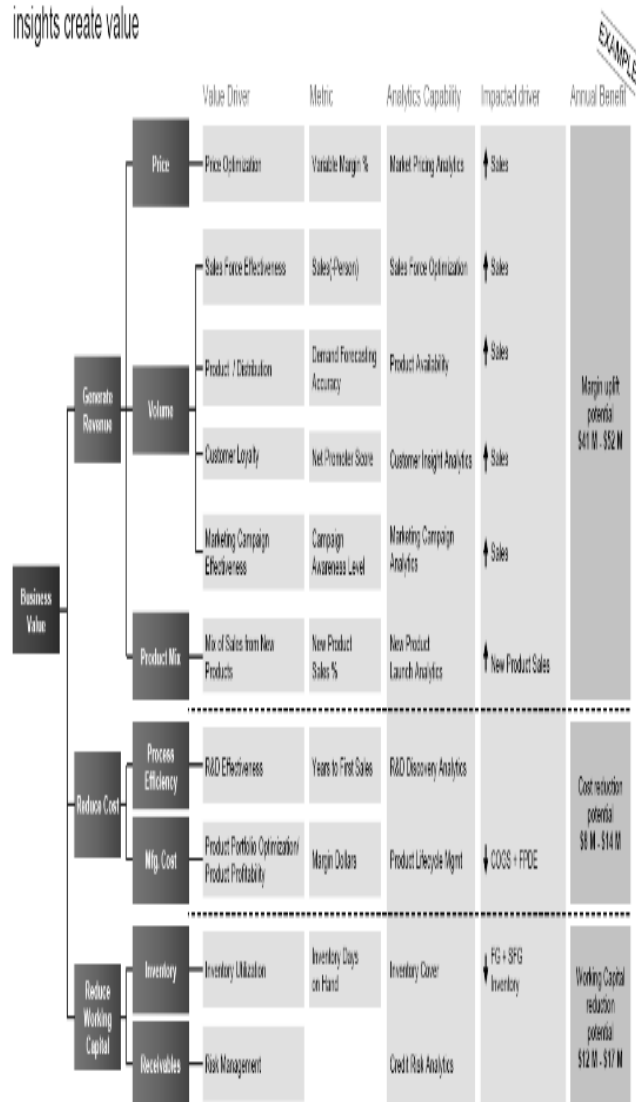 insights create value
EXAMPLE
Value Driver
Metric
Analytics Capability
Impacted driver
Annual Benefit
Business
Value
Generate
Revenue
Price
Price Optimization
Variable Margin %
Market Pricing Analytics
Sales
Volume
Sales Force Effectiveness
Sales(-Person)
Sales Force Optimization
Sales
Product / Distribution
Demand Forecasting
Accuracy
Product Availability
Sales
Customer Loyalty
Net Promoter Score
Customer Insight Analytics
Sales
Marketing Campaign
Effectiveness
Campaign
Awareness Level
Marketing Campaign
Analytics
Sales
Product Mix
Mix of Sales from New
Products
New Product
Sales %
New Product
Launch Analytics
New Product Sales
Margin uplift
potential
$41 M - $52 M
Reduce Cost
Process
Efficiency
R&D Effectiveness
Years to First Sales
R&D Discovery Analytics
Mfg. Cost
Product Portfolio Optimization/
Product Profitability
Margin Dollars
Product Lifecycle Mgmt
COGS + FPDE
Cost reduction
potential
- $14 M
Reduce
Working
Capital
Inventory
Inventory Utilization
Inventory Days
on Hand
Inventory Cover
FG + SFG
Inventory
Receivables
Risk Management
Credit Risk Analytics
Working Capital
reduction
potential
$12 M - $17 M